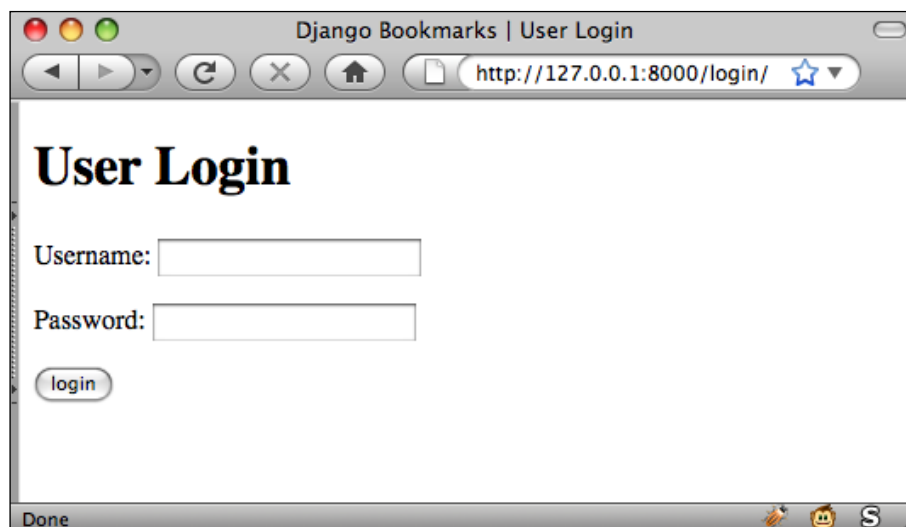 Django Bookmarks | User Login
http://127.0.0.1:8000/login/
User Login
Username:
Password:
login
Done
S